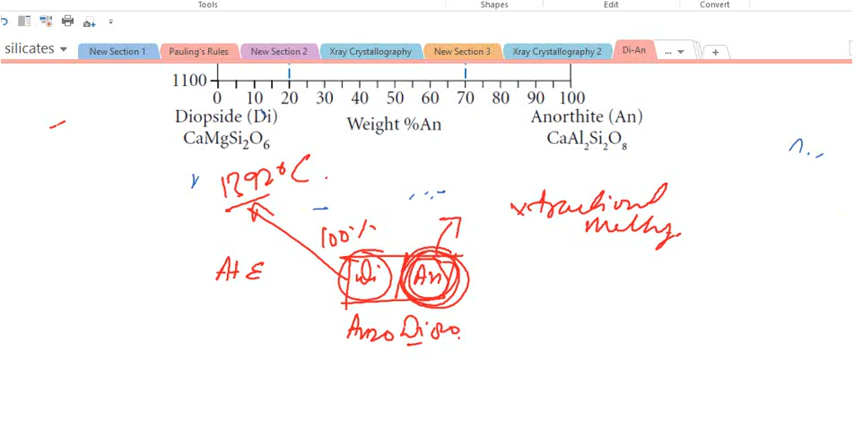 Tools Shapes Edit Convert
silicates New Section 1 Pauling's Rules New Section 2 Xray Crystallography New Section 3 Xray Crystallography 2 Di-An ... +
1100
0 10 20 30 40 50 60 70 80 90 100
Diopside (Di) Weight %An Anorthite (An)
CaMgSi₂O₆ CaAl₂Si₂O₈
1392°C.
fractional
melting
100%
At E Di An
An20 Di80